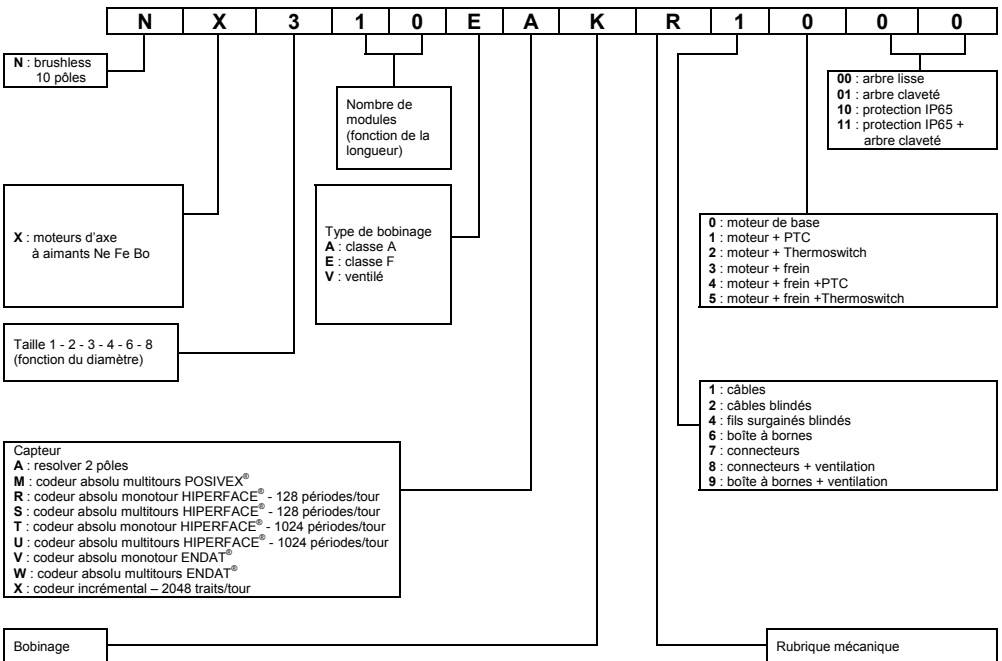 N X 3 1 0 E A K R 1 0 0 0
N : brushless
10 pôles
00 : arbre lisse
01 : arbre claveté
10 : protection IP65
11 : protection IP65 +
arbre claveté
Nombre de
modules
(fonction de la
longueur)
X : moteurs d'axe
à aimants Ne Fe Bo
Type de bobinage
A : classe A
E : classe F
V : ventilé
0 : moteur de base
1 : moteur + PTC
2 : moteur + Thermoswitch
3 : moteur + frein
4 : moteur + frein +PTC
5 : moteur + frein +Thermoswitch
Taille 1 - 2 - 3 - 4 - 6 - 8
(fonction du diamètre)
1 : câbles
2 : câbles blindés
4 : fils surgainés blindés
6 : boîte à bornes
7 : connecteurs
8 : connecteurs + ventilation
9 : boîte à bornes + ventilation
Capteur
A : resolver 2 pôles
M : codeur absolu multitours POSIVEX®
R : codeur absolu monotour HIPERFACE® - 128 périodes/tour
S : codeur absolu multitours HIPERFACE® - 128 périodes/tour
T : codeur absolu monotour HIPERFACE® - 1024 périodes/tour
U : codeur absolu multitours HIPERFACE® - 1024 périodes/tour
V : codeur absolu monotour ENDAT®
W : codeur absolu multitours ENDAT®
X : codeur incrémental – 2048 traits/tour
Bobinage
Rubrique mécanique